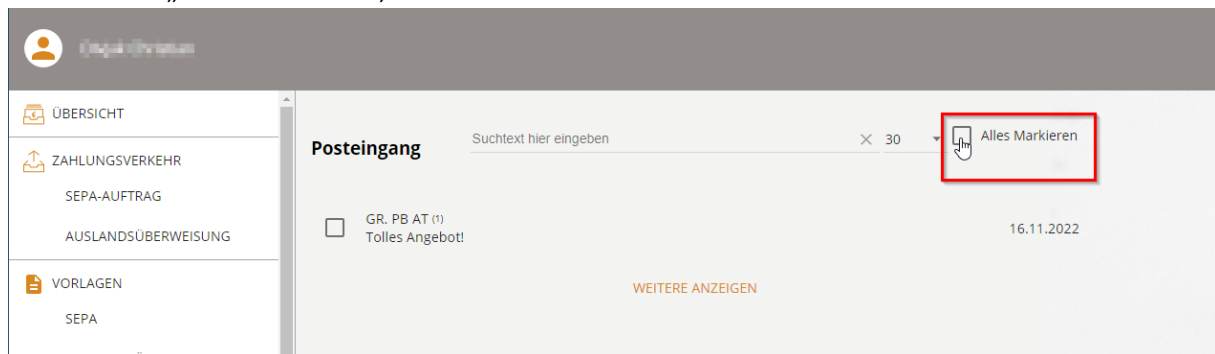 ÜBERSICHT
ZAHLUNGSVERKEHR
SEPA-AUFTRAG
AUSLANDSÜBERWEISUNG
VORLAGEN
SEPA
Posteingang
Suchtext hier eingeben
30
Alles Markieren
GR. PB AT (1)
Tolles Angebot!
16.11.2022
WEITERE ANZEIGEN